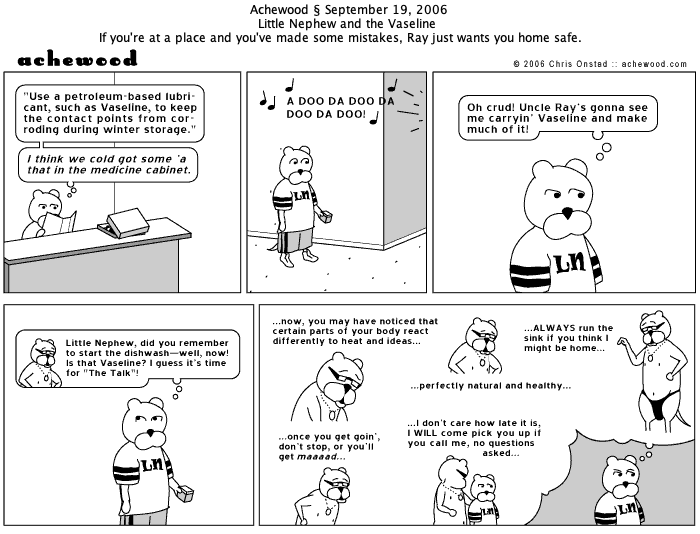 Achewood § September 19, 2006
Little Nephew and the Vaseline
If you're at a place and you've made some mistakes, Ray just wants you home safe.
achewood
© 2006 Chris Onstad :: achewood.com
"Use a petroleum-based lubri-
cant, such as Vaseline, to keep
the contact points from cor-
roding during winter storage."
I think we cold got some 'a
that in the medicine cabinet.
A DOO DA DOO DA
DOO DA DOO!
LN
Oh crud! Uncle Ray's gonna see
me carryin' Vaseline and make
much of it!
LN
Little Nephew, did you remember
to start the dishwash—well, now!
Is that Vaseline? I guess it's time
for "The Talk"!
LN
...now, you may have noticed that
certain parts of your body react
differently to heat and ideas...
...perfectly natural and healthy...
...ALWAYS run the
sink if you think I
might be home...
...once you get goin',
don't stop, or you'll
get maaaad...
...I don't care how late it is,
I WILL come pick you up if
you call me, no questions
asked...
LN
LN